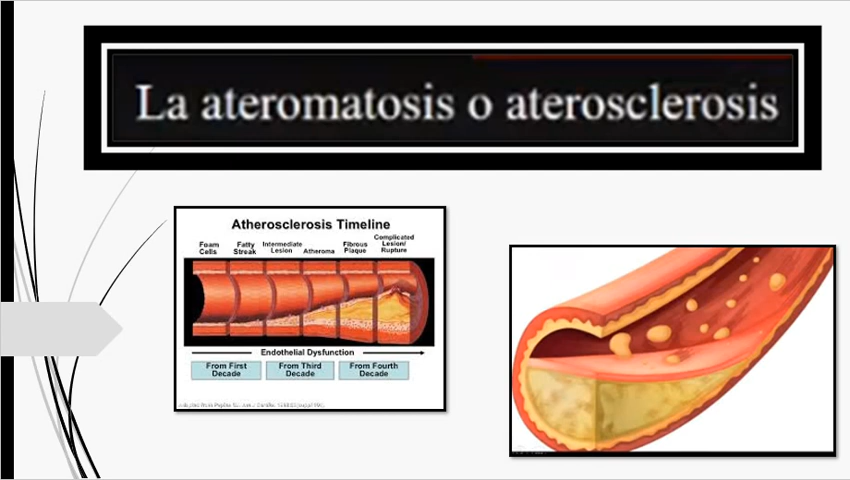 La ateromatosis o aterosclerosis
Atherosclerosis Timeline
Foam
Cells
Fatty
Streak
Intermediate
Lesion
Atheroma
Fibrous
Plaque
Complicated
Lesion/
Rupture
Endothelial Dysfunction
From First
Decade
From Third
Decade
From Fourth
Decade